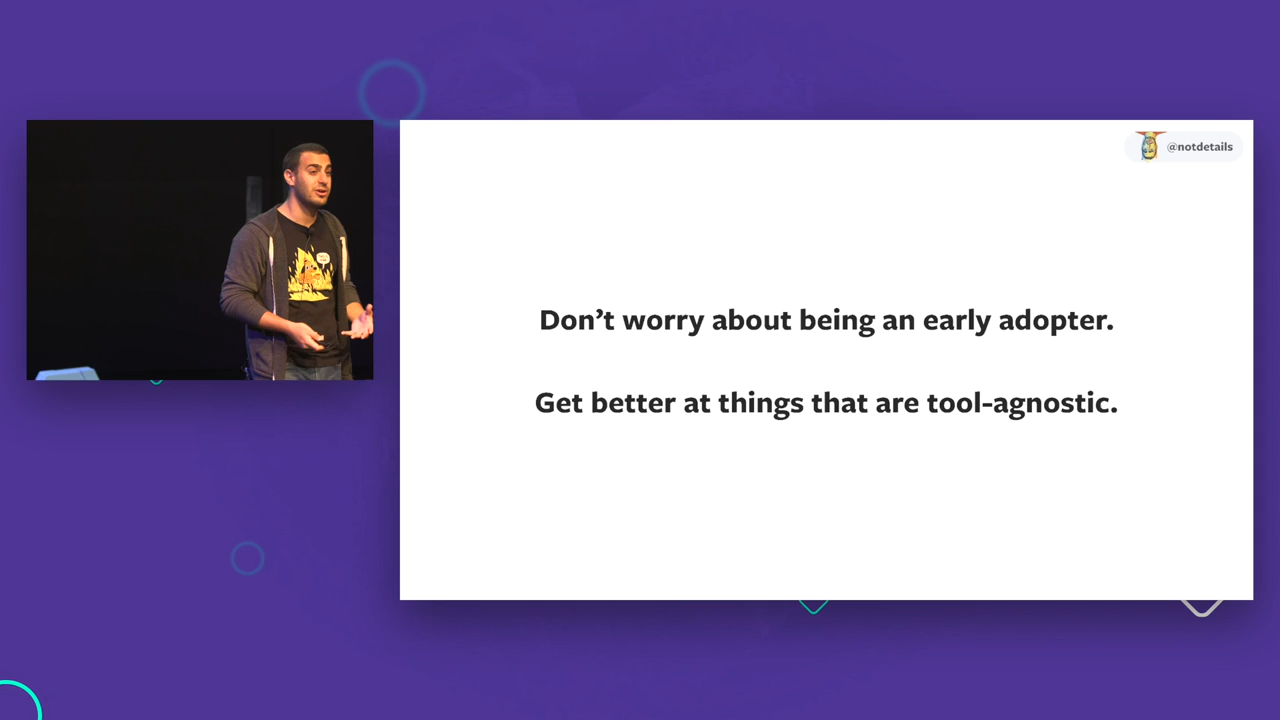 @notdetails
Don’t worry about being an early adopter.
Get better at things that are tool-agnostic.